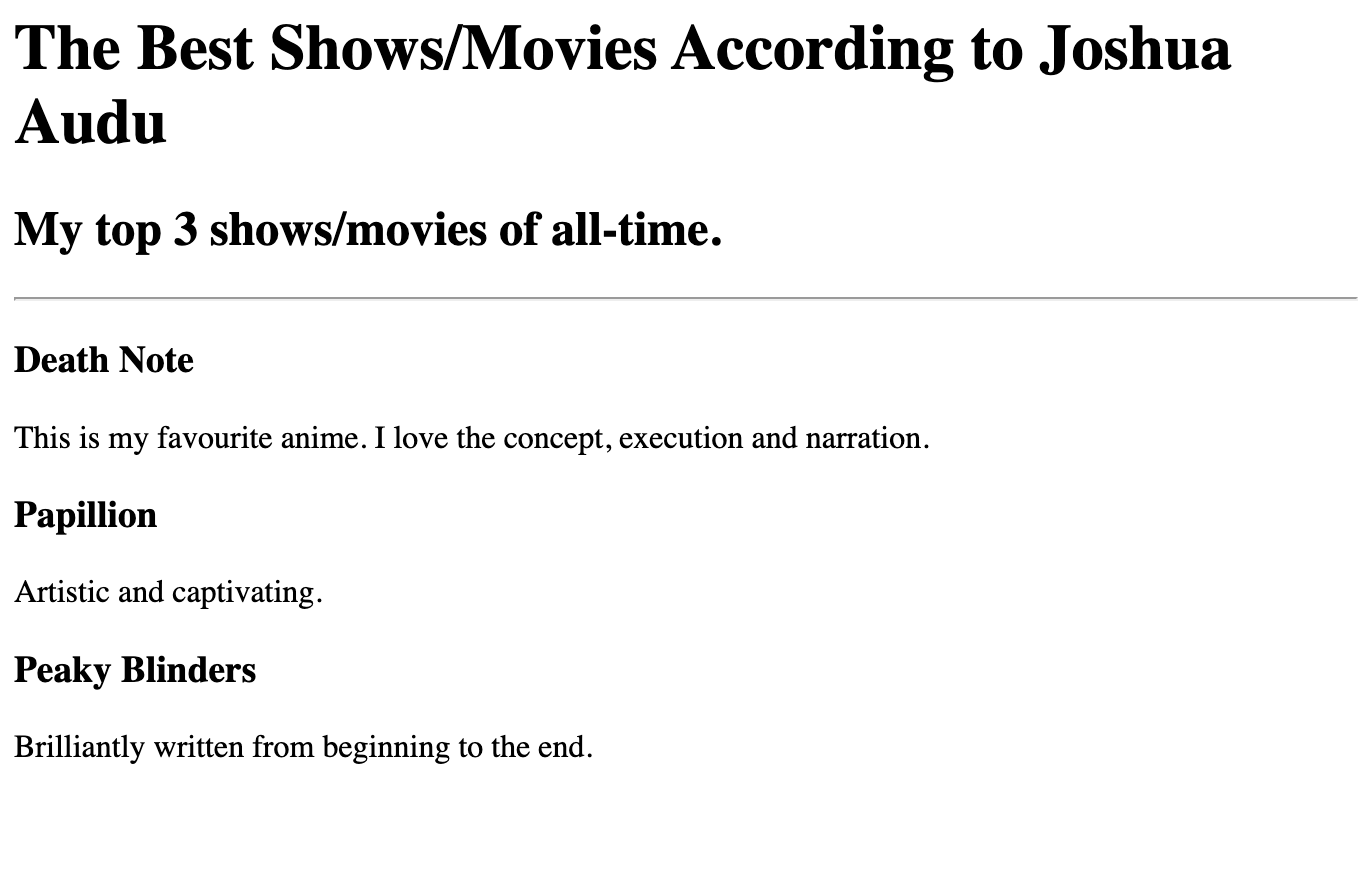 The Best Shows/Movies According to Joshua
Audu
My top 3 shows/movies of all-time.
Death Note
This is my favourite anime. I love the concept, execution and narration.
Papillion
Artistic and captivating.
Peaky Blinders
Brilliantly written from beginning to the end.